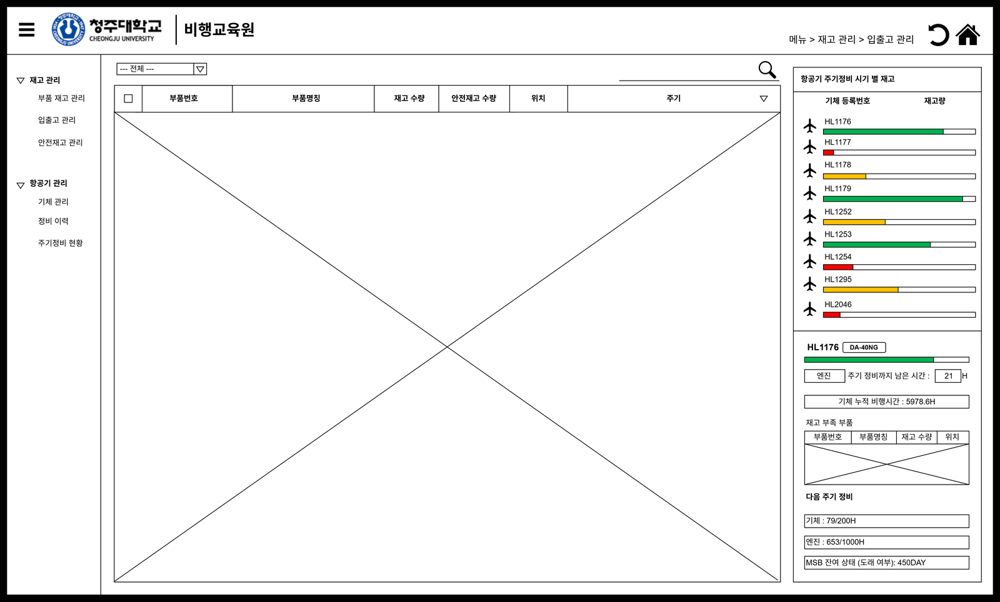 청주대학교
CHEONGJU UNIVERSITY
비행교육원
메뉴 > 재고 관리 > 입출고 관리
재고 관리
부품 재고 관리
입출고 관리
안전재고 관리
항공기 관리
기체 관리
정비 이력
주기정비 현황
--- 전체 ---
부품번호 부품명칭 재고 수량 안전재고 수량 위치 주기
항공기 주기정비 시기 별 재고
기체 등록번호 재고량
HL1176
HL1177
HL1178
HL1179
HL1252
HL1253
HL1254
HL1295
HL2046
HL1176 DA-40NG
엔진 주기 정비까지 남은 시간 : 21 H
기체 누적 비행시간 : 5978.6H
재고 부족 부품
부품번호 부품명칭 재고 수량 위치
다음 주기 정비
기체 : 79/200H
엔진 : 653/1000H
MSB 잔여 상태 (도래 여부): 450DAY